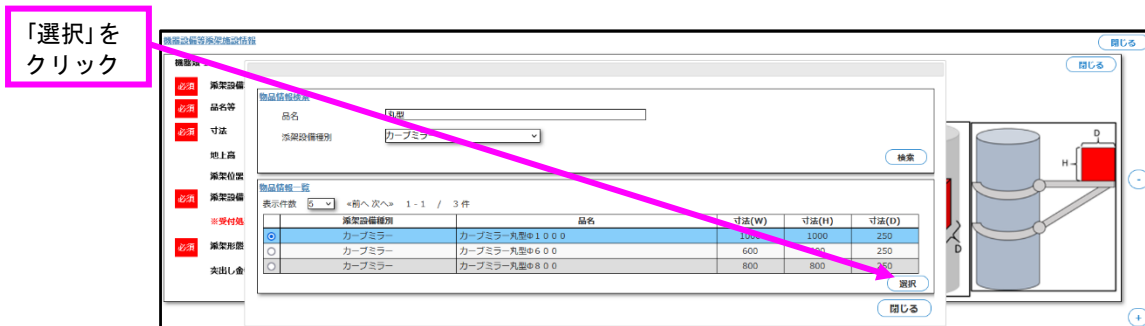 「選択」を
クリック
機器設備等添架施設情報
閉じる
閉じる
必須 添架設備
必須 品名等
必須 寸法
地上高
添架位置
必須 添架設備
※受付処
必須 添架形態
突出し金
物品情報検索
品名 丸型
添架設備種別 カーブミラー
検索
物品情報一覧
表示件数 5 «前へ 次へ» 1 - 1 / 3 件
添架設備種別 品名 寸法(W) 寸法(H) 寸法(D)
カーブミラー カーブミラー丸型Φ１０００ 1000 1000 250
カーブミラー カーブミラー丸型Φ６００ 600 250
カーブミラー カーブミラー丸型Φ８００ 800 800 250
選択
閉じる
D
H
D
-
+